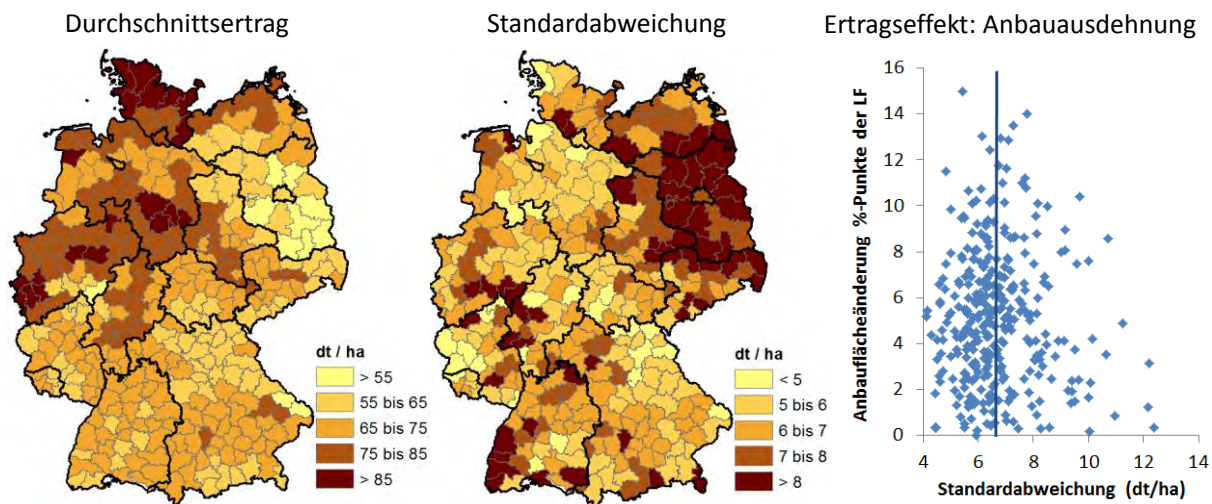 Durchschnittsertrag
Standardabweichung
Ertragseffekt: Anbauausdehnung
dt / ha
> 55
55 bis 65
65 bis 75
75 bis 85
> 85
dt / ha
< 5
5 bis 6
6 bis 7
7 bis 8
> 8
Anbauflächeänderung %-Punkte der LF
16
14
12
10
8
6
4
2
0
4 6 8 10 12 14
Standardabweichung (dt/ha)